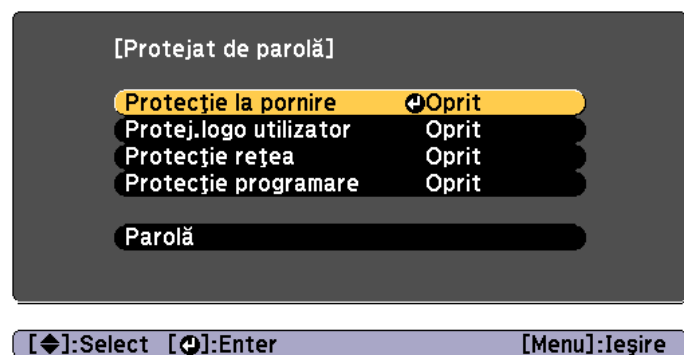 [Protejat de parolă]
Protecţie la pornire Oprit
Protej.logo utilizator Oprit
Protecţie reţea Oprit
Protecţie programare Oprit
Parolă
[◆]:Select [↵]:Enter [Menu]:Ieşire